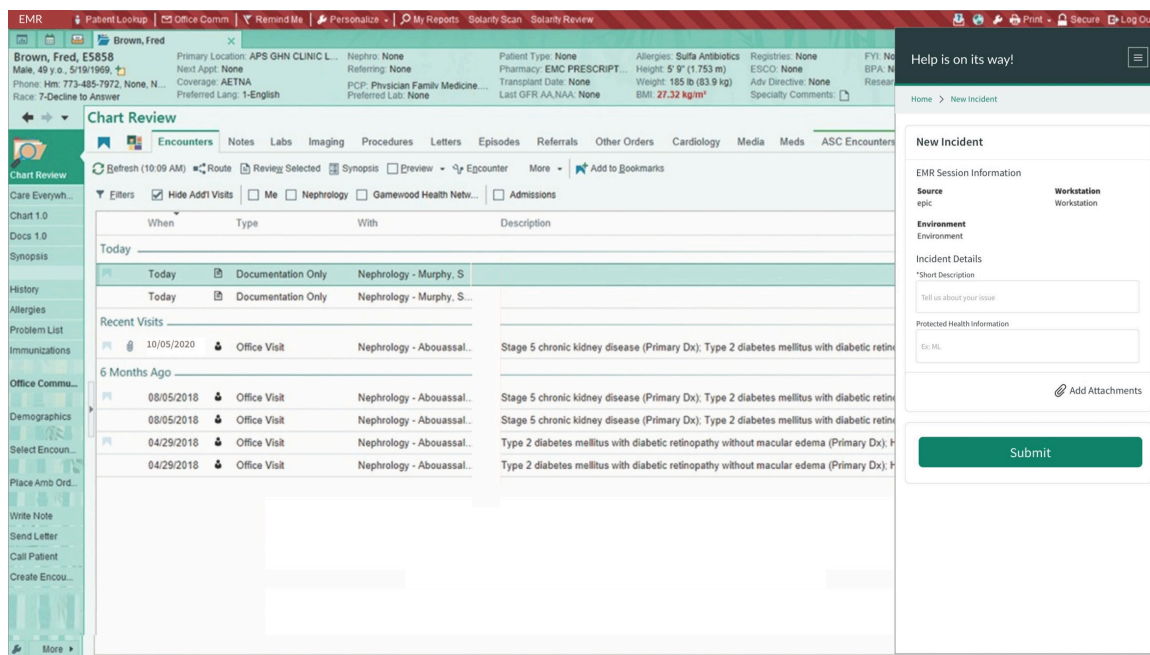 EMR Patient Lookup Office Comm Remind Me Personalize My Reports Solarity Scan Solarity Review Print Secure Log Ou
Brown, Fred ×
Brown, Fred, E5858
Male, 49 y.o., 5/19/1969,
Phone: Hm: 773-485-7972, None, N...
Race: 7-Decline to Answer
Primary Location: APS GHN CLINIC L...
Next Appt: None
Coverage: AETNA
Preferred Lang: 1-English
Nephro: None
Referring: None
PCP: Physician Family Medicine....
Preferred Lab: None
Patient Type: None
Pharmacy: EMC PRESCRIPT...
Transplant Date: None
Last GFR AA,NAA: None
Allergies: Sulfa Antibiotics
Height: 5' 9" (1.753 m)
Weight: 185 lb (83.9 kg)
BMI: 27.32 kg/m²
Registries: None
ESCO: None
Adv Directive: None
Specialty Comments:
FYI: No
BPA: N
Resear
Chart Review
Encounters Notes Labs Imaging Procedures Letters Episodes Referrals Other Orders Cardiology Media Meds ASC Encounters
Refresh (10:09 AM) Route Review Selected Synopsis Preview Encounter More Add to Bookmarks
Filters Hide Add'l Visits Me Nephrology Gamewood Health Netw... Admissions
When Type With Description
Today
Today Documentation Only Nephrology - Murphy, S
Today Documentation Only Nephrology - Murphy, S...
Recent Visits
10/05/2020 Office Visit Nephrology - Abouassal.. Stage 5 chronic kidney disease (Primary Dx); Type 2 diabetes mellitus with diabetic retin
6 Months Ago
08/05/2018 Office Visit Nephrology - Abouassal.. Stage 5 chronic kidney disease (Primary Dx); Type 2 diabetes mellitus with diabetic retin
08/05/2018 Office Visit Nephrology - Abouassal.. Stage 5 chronic kidney disease (Primary Dx); Type 2 diabetes mellitus with diabetic retin
04/29/2018 Office Visit Nephrology - Abouassal.. Type 2 diabetes mellitus with diabetic retinopathy without macular edema (Primary Dx); H
04/29/2018 Office Visit Nephrology - Abouassal.. Type 2 diabetes mellitus with diabetic retinopathy without macular edema (Primary Dx); H
Chart Review
Care Everywh...
Chart 1.0
Docs 1.0
Synopsis
History
Allergies
Problem List
Immunizations
Office Commu...
Demographics
Select Encoun...
Place Amb Ord...
Write Note
Send Letter
Call Patient
Create Encou...
More
Help is on its way!
Home > New Incident
New Incident
EMR Session Information
Source Workstation
epic Workstation
Environment
Environment
Incident Details
*Short Description
Tell us about your issue
Protected Health Information
Ex: ML
Add Attachments
Submit